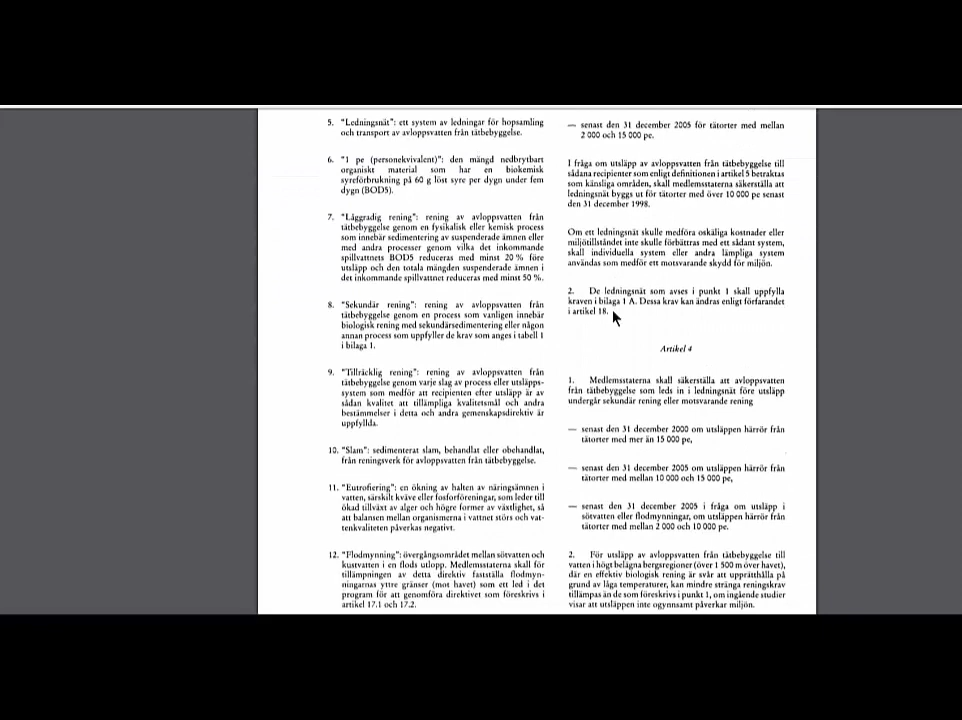 5. "Ledningsnät": ett system av ledningar för hopsamling
och transport av avloppsvatten från tätbebyggelse.
6. "1 pe (personekvivalent)": den mängd nedbrytbart
organiskt material som har en biokemisk
syreförbrukning på 60 g löst syre per dygn under fem
dygn (BOD5).
7. "Låggradig rening": rening av avloppsvatten från
tätbebyggelse genom en fysikalisk eller kemisk process
som innebär sedimentering av suspenderade ämnen eller
med andra processer genom vilka det inkommande
spillvattnets BOD5 reduceras med minst 20 % före
utsläpp och den totala mängden suspenderade ämnen i
det inkommande spillvattnet reduceras med minst 50 %.
8. "Sekundär rening": rening av avloppsvatten från
tätbebyggelse genom en process som vanligen innebär
biologisk rening med sekundärsedimentering eller någon
annan process som uppfyller de krav som anges i tabell 1
i bilaga 1.
9. "Tillräcklig rening": rening av avloppsvatten från
tätbebyggelse genom varje slag av process eller utsläpps-
system som medför att recipienten efter utsläpp är av
sådan kvalitet att tillämpliga kvalitetsmål och andra
bestämmelser i detta och andra gemenskapsdirektiv är
uppfyllda.
10. "Slam": sedimenterat slam, behandlat eller obehandlat,
från reningsverk för avloppsvatten från tätbebyggelse.
11. "Eutrofiering": en ökning av halten av näringsämnen i
vatten, särskilt kväve eller fosforföreningar, som leder till
ökad tillväxt av alger och högre former av växtlighet, så
att balansen mellan organismerna i vattnet störs och vat-
tenkvaliteten påverkas negativt.
12. "Flodmynning": övergångsområdet mellan sötvatten och
kustvatten i en flods utlopp. Medlemsstaterna skall för
tillämpningen av detta direktiv fastställa flodmyn-
ningarnas yttre gränser (mot havet) som ett led i det
program för att genomföra direktivet som föreskrivs i
artikel 17.1 och 17.2.
— senast den 31 december 2005 för tätorter med mellan
2 000 och 15 000 pe.
I fråga om utsläpp av avloppsvatten från tätbebyggelse till
sådana recipienter som enligt definitionen i artikel 5 betraktas
som känsliga områden, skall medlemsstaterna säkerställa att
ledningsnät byggs ut för tätorter med över 10 000 pe senast
den 31 december 1998.
Om ett ledningsnät skulle medföra oskäliga kostnader eller
miljötillståndet inte skulle förbättras med ett sådant system,
skall individuella system eller andra lämpliga system
användas som medför ett motsvarande skydd för miljön.
2. De ledningsnät som avses i punkt 1 skall uppfylla
kraven i bilaga 1 A. Dessa krav kan ändras enligt förfarandet
i artikel 18.
Artikel 4
1. Medlemsstaterna skall säkerställa att avloppsvatten
från tätbebyggelse som leds in i ledningsnät före utsläpp
undergår sekundär rening eller motsvarande rening
— senast den 31 december 2000 om utsläppen härrör från
tätorter med mer än 15 000 pe,
— senast den 31 december 2005 om utsläppen härrör från
tätorter med mellan 10 000 och 15 000 pe,
— senast den 31 december 2005 i fråga om utsläpp i
sötvatten eller flodmynningar, om utsläppen härrör från
tätorter med mellan 2 000 och 10 000 pe.
2. För utsläpp av avloppsvatten från tätbebyggelse till
vatten i högt belägna bergsregioner (över 1 500 m över havet),
där en effektiv biologisk rening är svår att upprätthålla på
grund av låga temperaturer, kan mindre stränga reningskrav
tillämpas än de som föreskrivs i punkt 1, om ingående studier
visar att utsläppen inte ogynnsamt påverkar miljön.